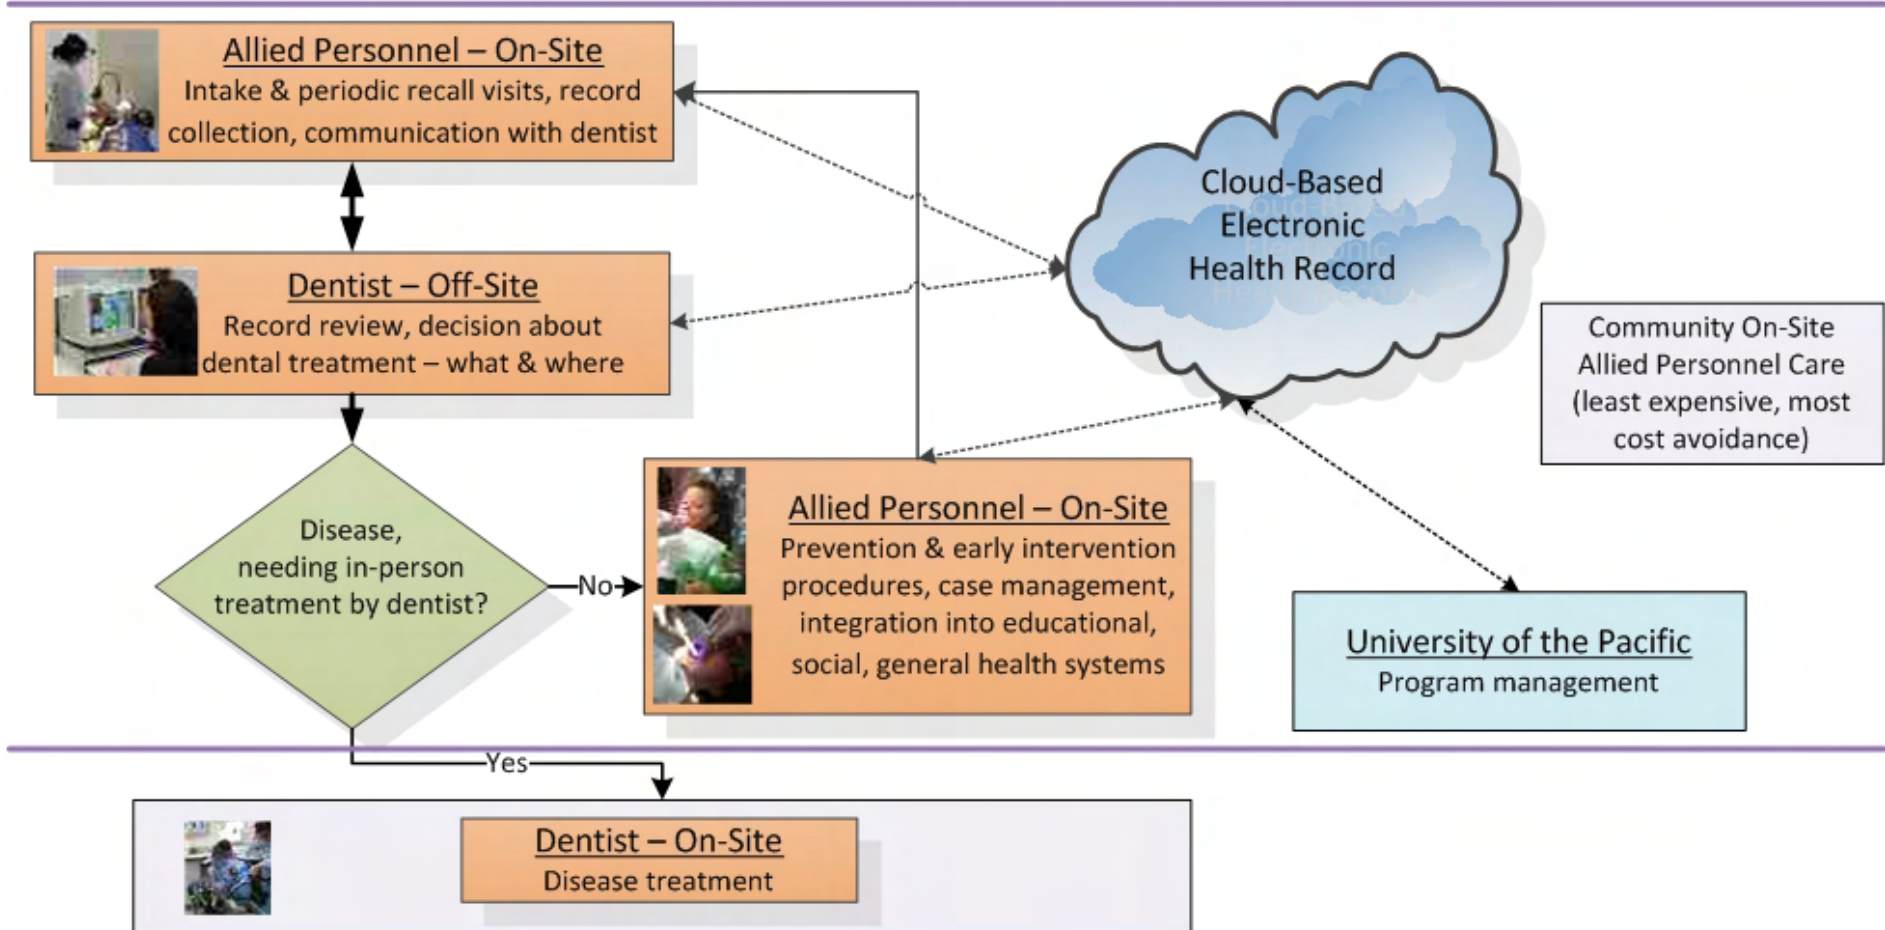 Allied Personnel – On-Site
Intake & periodic recall visits, record
collection, communication with dentist
Cloud-Based
Electronic
Health Record
Dentist – Off-Site
Record review, decision about
dental treatment – what & where
Community On-Site
Allied Personnel Care
(least expensive, most
cost avoidance)
Disease,
needing in-person
treatment by dentist?
No
Allied Personnel – On-Site
Prevention & early intervention
procedures, case management,
integration into educational,
social, general health systems
University of the Pacific
Program management
Yes
Dentist – On-Site
Disease treatment